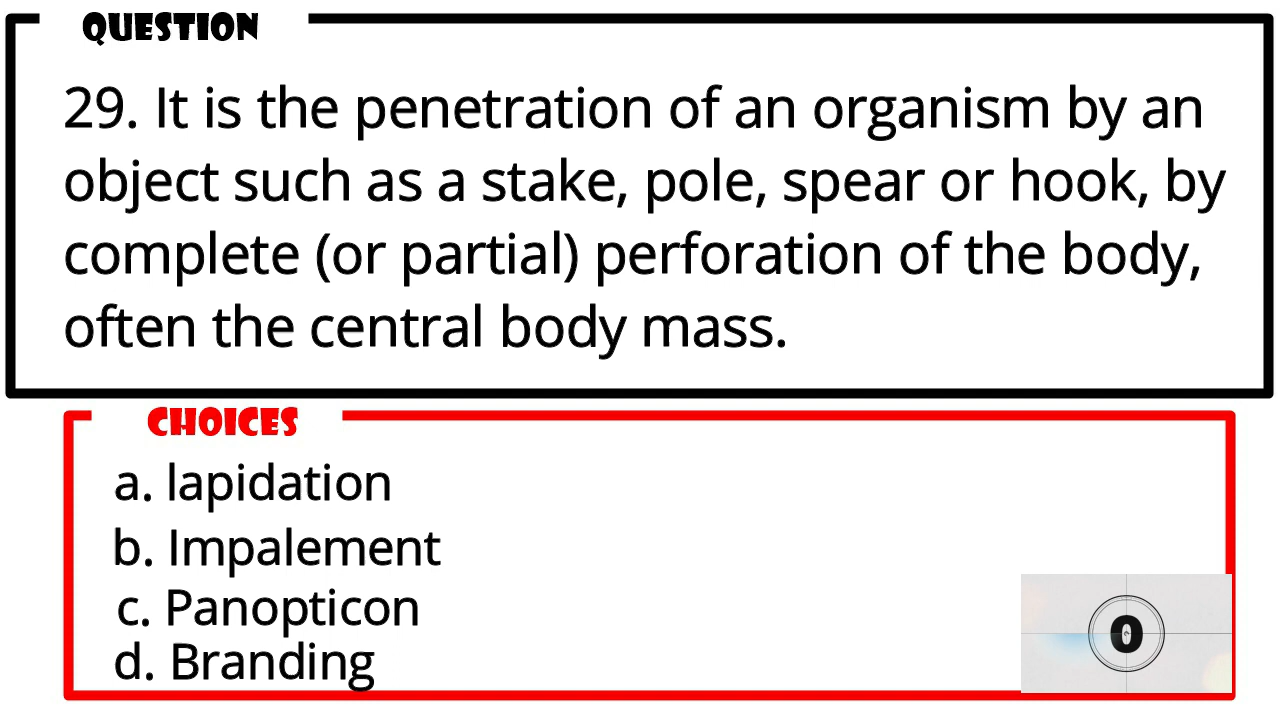 QUESTION
29. It is the penetration of an organism by an
object such as a stake, pole, spear or hook, by
complete (or partial) perforation of the body,
often the central body mass.
CHOICES
a. lapidation
b. Impalement
c. Panopticon
d. Branding
0